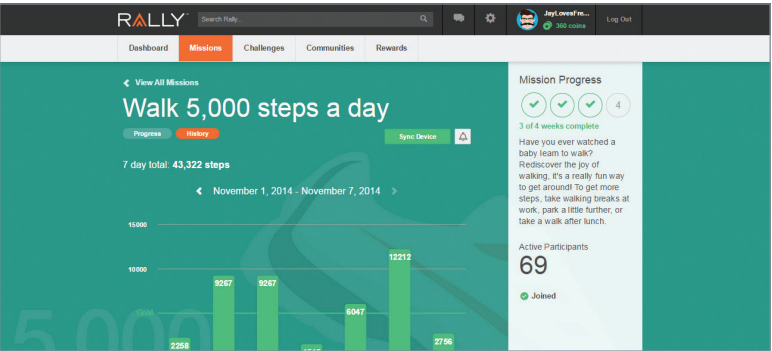 RALLY
Search Rally...
JayLovesFre...
360 coins
Log Out
Dashboard Missions Challenges Communities Rewards
View All Missions
Walk 5,000 steps a day
Progress History
Sync Device
7 day total: 43,322 steps
November 1, 2014 - November 7, 2014
15000
10000
12212
9267 9267
Goal
6047
2258
2756
5,000
Mission Progress
4
3 of 4 weeks complete
Have you ever watched a
baby learn to walk?
Rediscover the joy of
walking, it's a really fun way
to get around! To get more
steps, take walking breaks at
work, park a little further, or
take a walk after lunch.
Active Participants
69
Joined